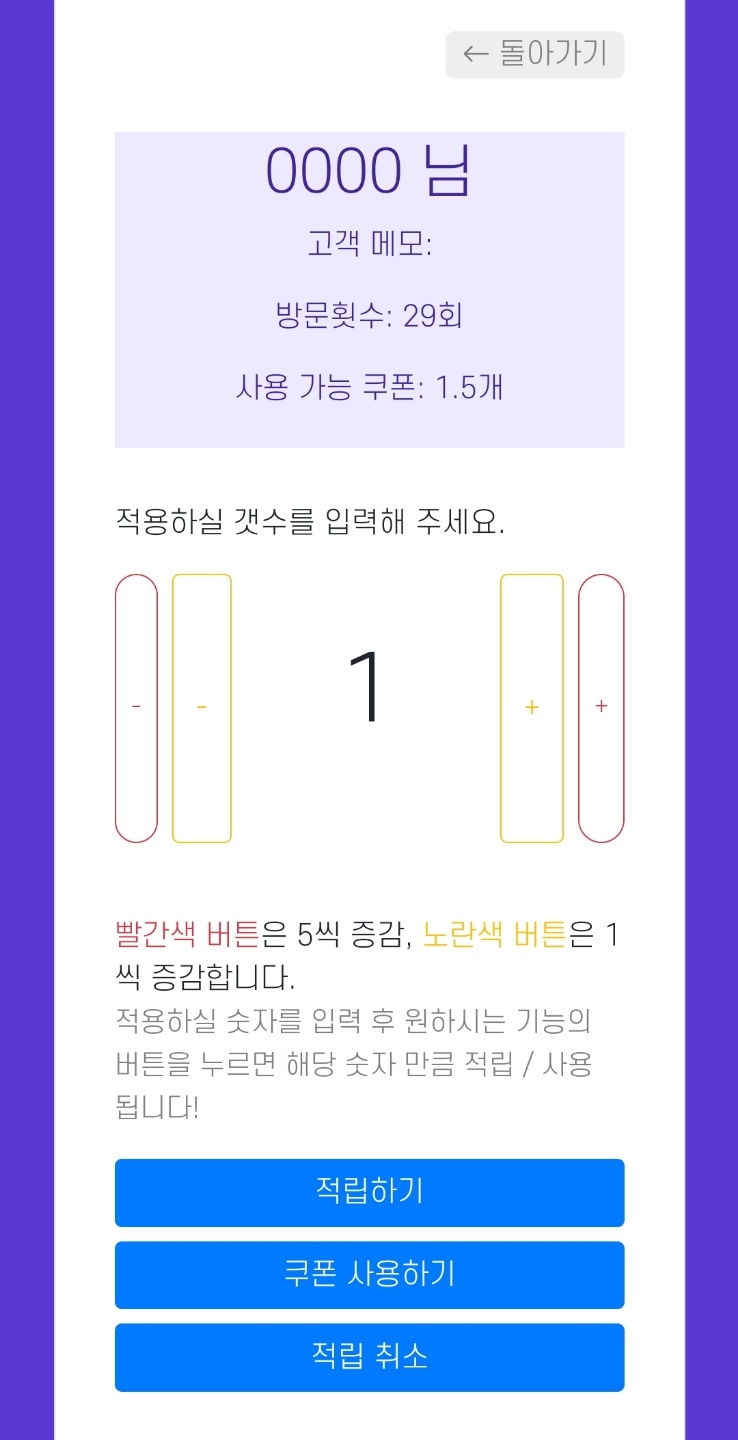 ← 돌아가기
0000 님
고객 메모:
방문횟수: 29회
사용 가능 쿠폰: 1.5개
적용하실 갯수를 입력해 주세요.
- - 1 + +
빨간색 버튼은 5씩 증감, 노란색 버튼은 1
씩 증감합니다.
적용하실 숫자를 입력 후 원하시는 기능의
버튼을 누르면 해당 숫자 만큼 적립 / 사용
됩니다!
적립하기
쿠폰 사용하기
적립 취소